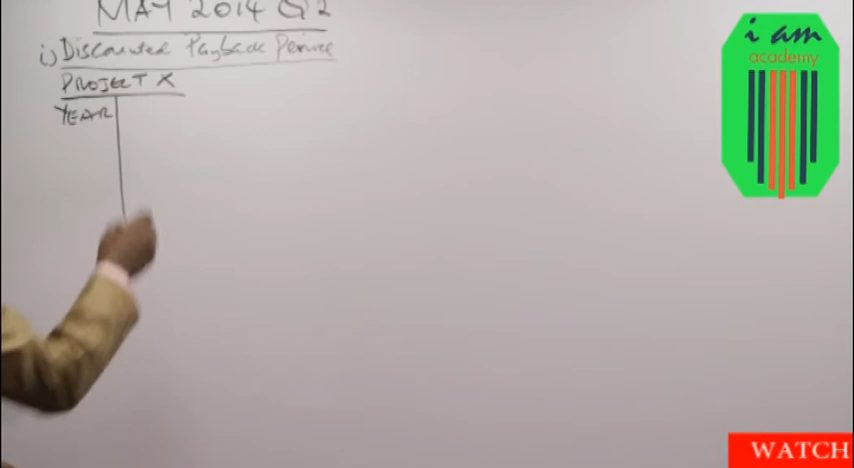 MAY 2014 Q2
i) Discounted Payback Period
PROJECT X
YEAR
i am
academy
WATCH